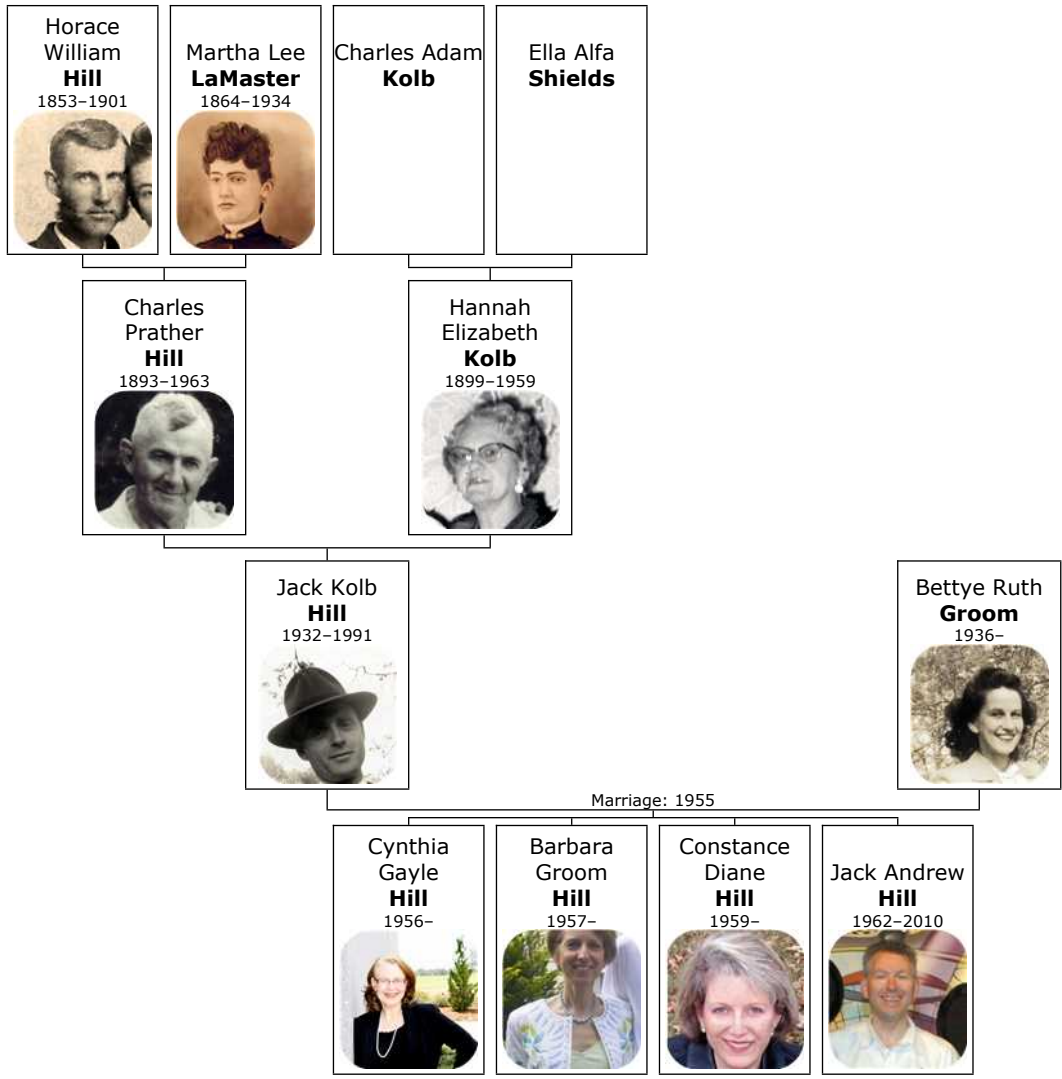 Horace
William
Hill
1853–1901
Martha Lee
LaMaster
1864–1934
Charles Adam
Kolb
Ella Alfa
Shields
Charles
Prather
Hill
1893–1963
Hannah
Elizabeth
Kolb
1899–1959
Jack Kolb
Hill
1932–1991
Bettye Ruth
Groom
1936–
Marriage: 1955
Cynthia
Gayle
Hill
1956–
Barbara
Groom
Hill
1957–
Constance
Diane
Hill
1959–
Jack Andrew
Hill
1962–2010